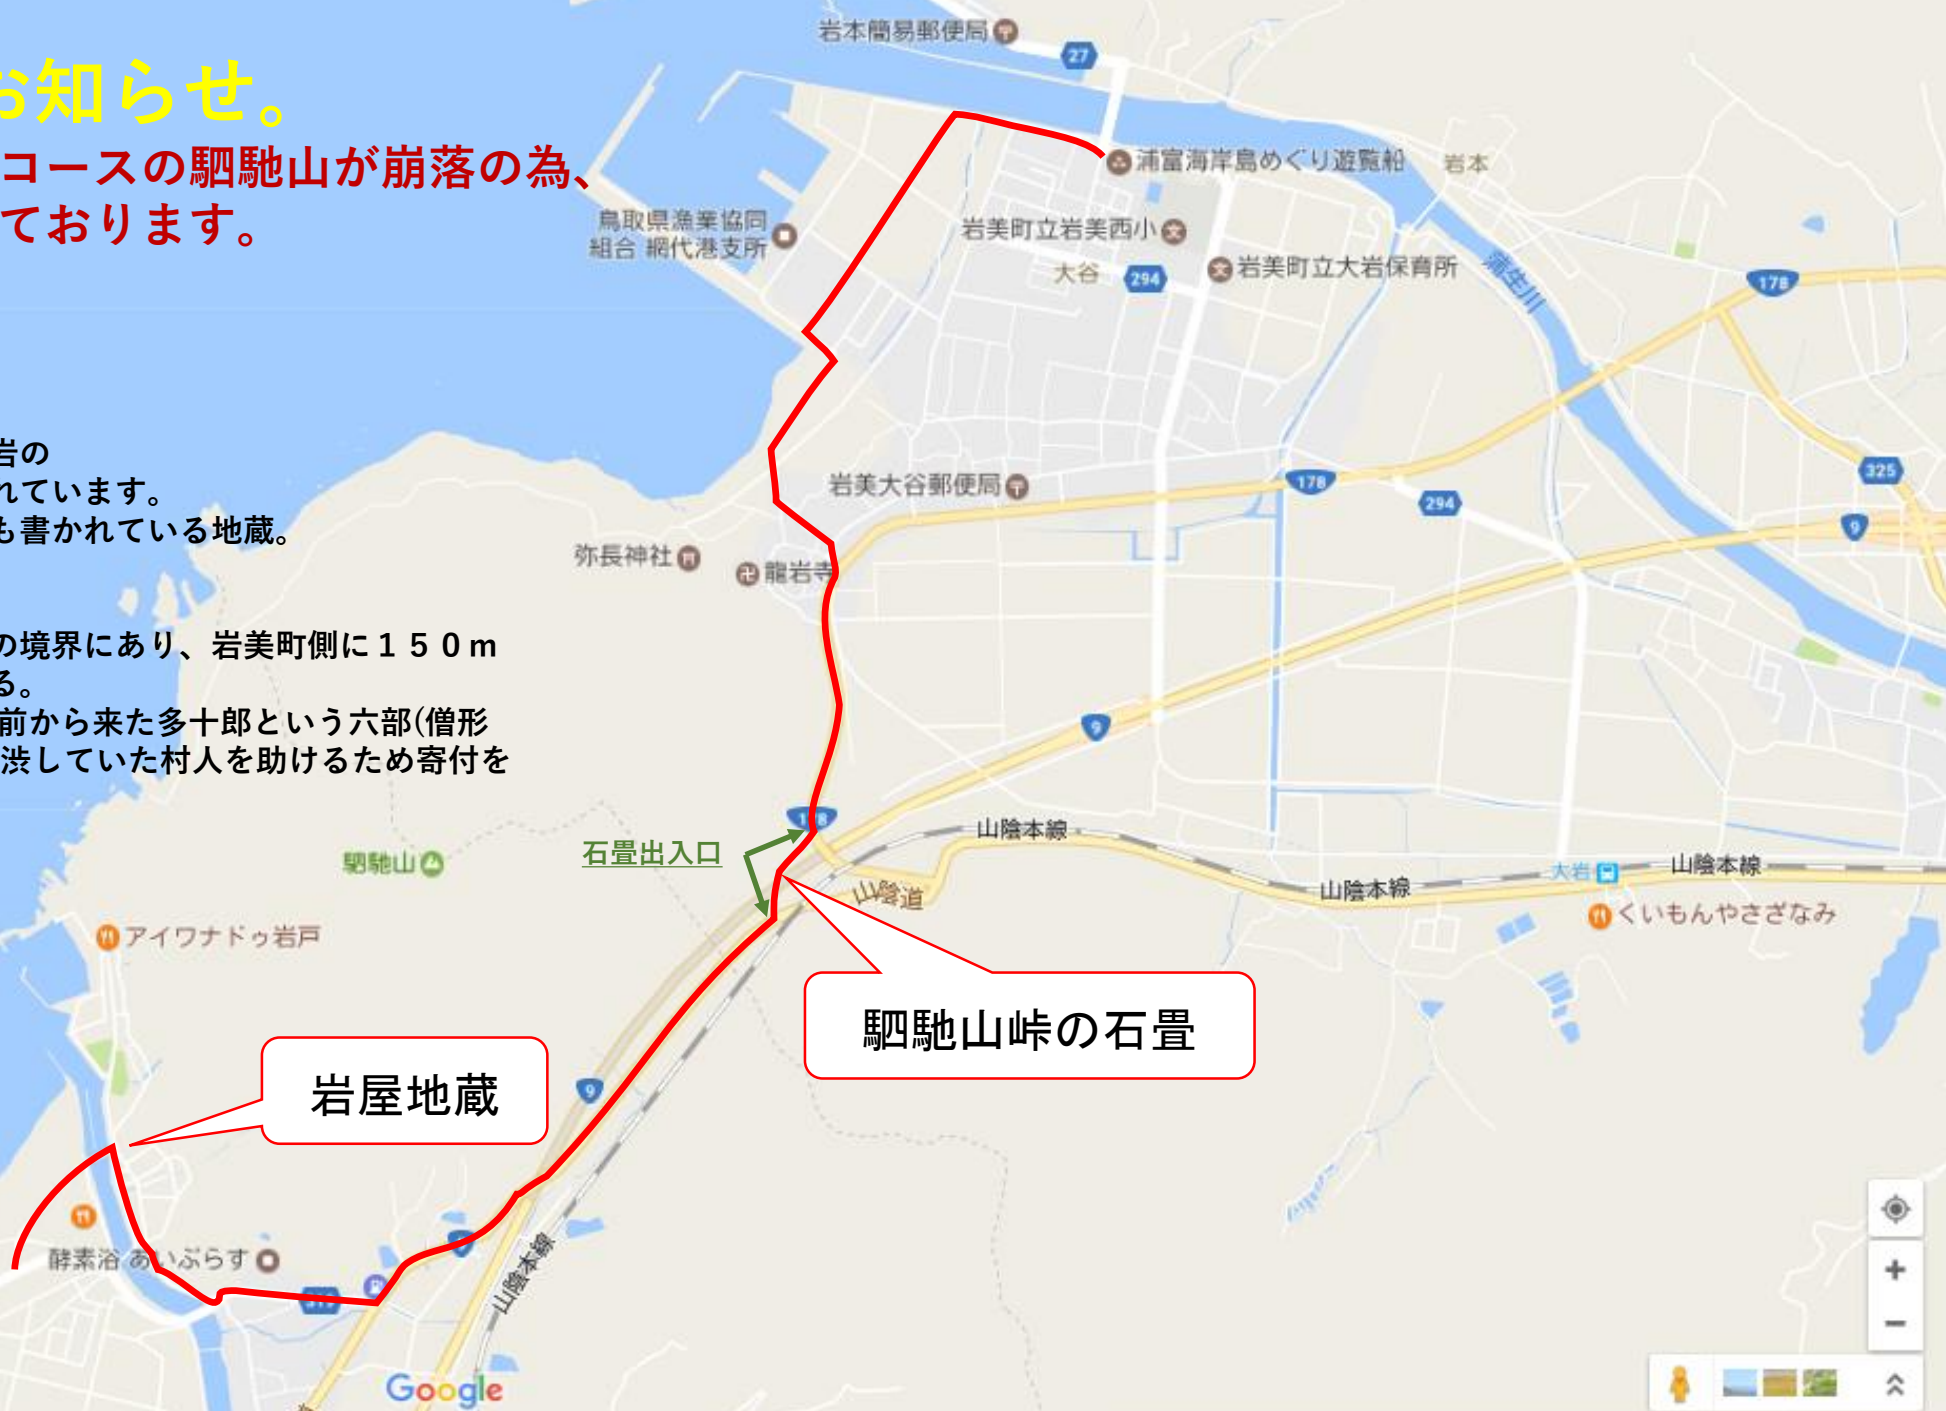 お知らせ。
コースの駟馳山が崩落の為、
ております。
岩の
れています。
も書かれている地蔵。
の境界にあり、岩美町側に１５０ｍ
る。
前から来た多十郎という六部(僧形
渋していた村人を助けるため寄付を
岩本簡易郵便局
27
浦富海岸島めぐり遊覧船
岩本
鳥取県漁業協同
組合 網代港支所
岩美町立岩美西小
大谷
294
岩美町立大岩保育所
蒲生川
178
岩美大谷郵便局
178
294
325
9
弥長神社
龍岩寺
9
178
石畳出入口
山陰本線
山陰道
駟馳山
山陰本線
大岩
山陰本線
くいもんやさざなみ
アイワナドゥ岩戸
駟馳山峠の石畳
岩屋地蔵
9
酵素浴 あいぷらす
山陰本線
Google